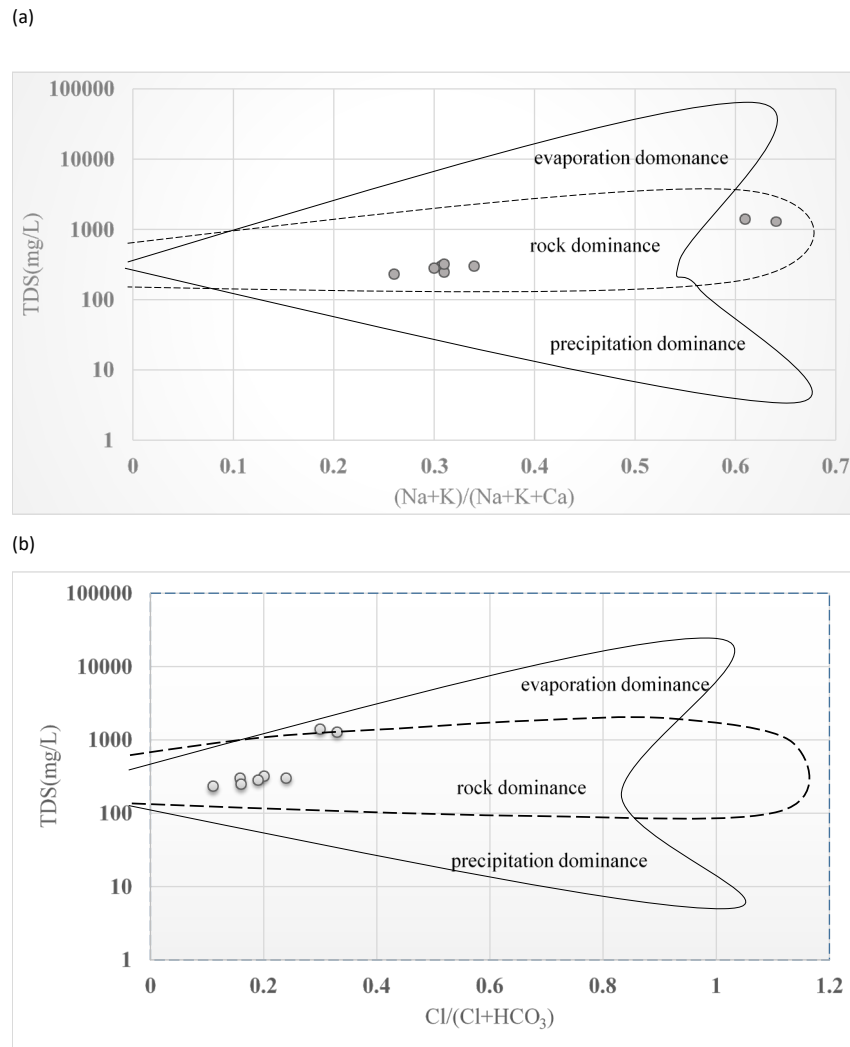 (a)
100000
10000
1000
100
10
1
TDS(mg/L)
evaporation domonance
rock dominance
precipitation dominance
0 0.1 0.2 0.3 0.4 0.5 0.6 0.7
(Na+K)/(Na+K+Ca)
(b)
100000
10000
1000
100
10
1
TDS(mg/L)
evaporation dominance
rock dominance
precipitation dominance
0 0.2 0.4 0.6 0.8 1 1.2
Cl/(Cl+HCO₃)